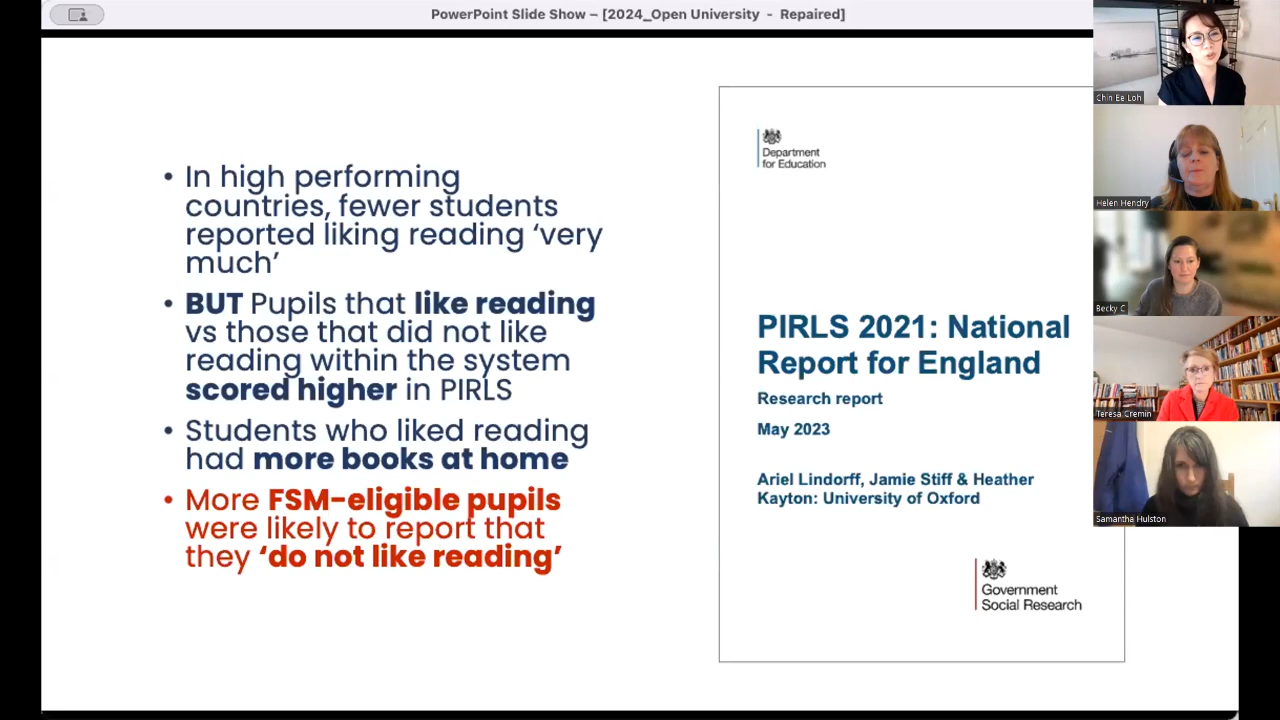 PowerPoint Slide Show – [2024_Open University  -  Repaired]
• In high performing
countries, fewer students
reported liking reading ‘very
much’
• BUT Pupils that like reading
vs those that did not like
reading within the system
scored higher in PIRLS
• Students who liked reading
had more books at home
• More FSM-eligible pupils
were likely to report that
they ‘do not like reading’
Department
for Education
PIRLS 2021: National
Report for England
Research report
May 2023
Ariel Lindorff, Jamie Stiff & Heather
Kayton: University of Oxford
Government
Social Research
Chin Ee Loh
Helen Hendry
Becky C
Teresa Cremin
Samantha Hulston